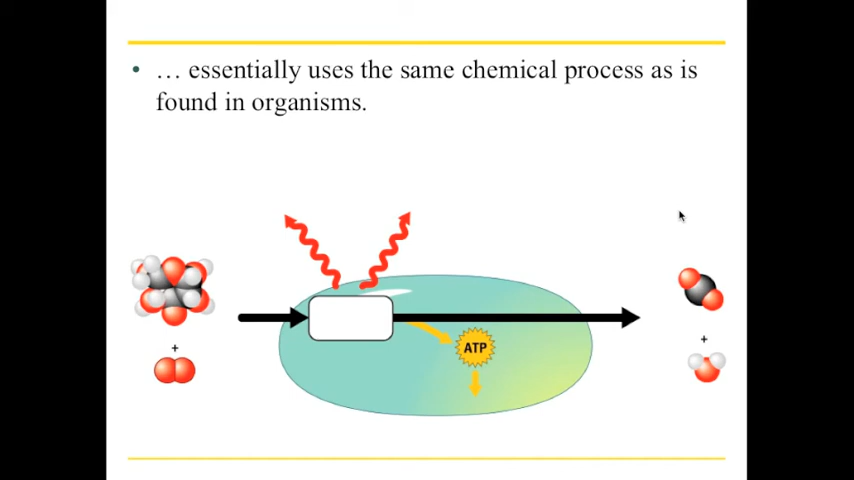 • … essentially uses the same chemical process as is
found in organisms.
+
ATP
+